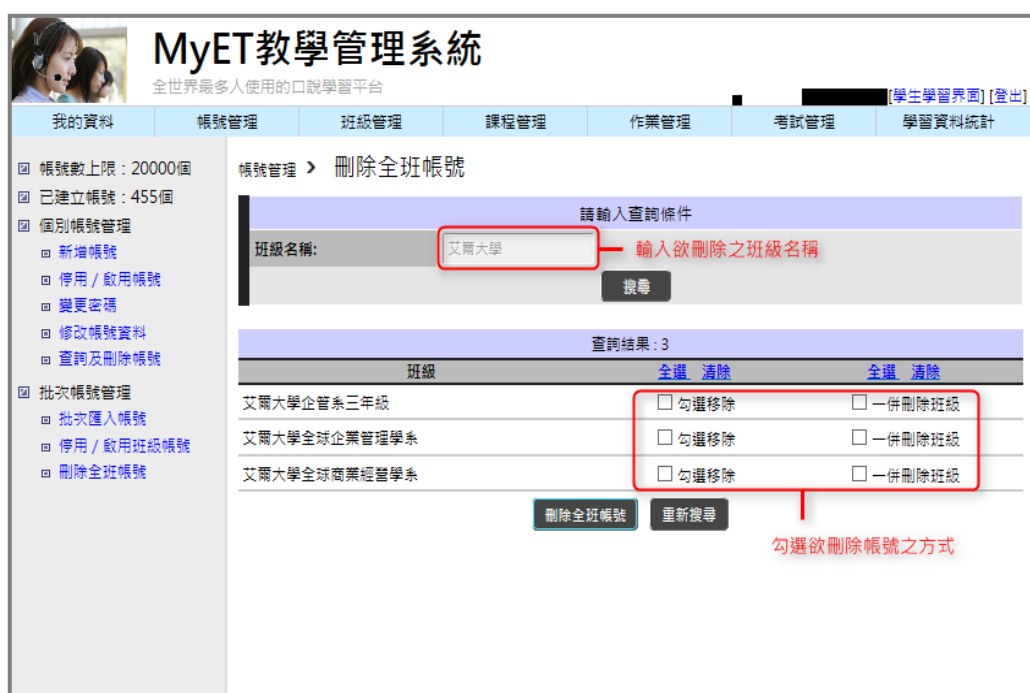 MyET教學管理系統
全世界最多人使用的口說學習平台
[學生學習界面] [登出]
我的資料 帳號管理 班級管理 課程管理 作業管理 考試管理 學習資料統計
帳號數上限：20000個
已建立帳號：455個
個別帳號管理
新增帳號
停用 / 啟用帳號
變更密碼
修改帳號資料
查詢及刪除帳號
批次帳號管理
批次匯入帳號
停用 / 啟用班級帳號
刪除全班帳號
帳號管理 > 刪除全班帳號
請輸入查詢條件
班級名稱: 艾爾大學 輸入欲刪除之班級名稱
搜尋
查詢結果 : 3
班級 全選 清除 全選 清除
艾爾大學企管系三年級 勾選移除 一併刪除班級
艾爾大學全球企業管理學系 勾選移除 一併刪除班級
艾爾大學全球商業經營學系 勾選移除 一併刪除班級
刪除全班帳號 重新搜尋
勾選欲刪除帳號之方式